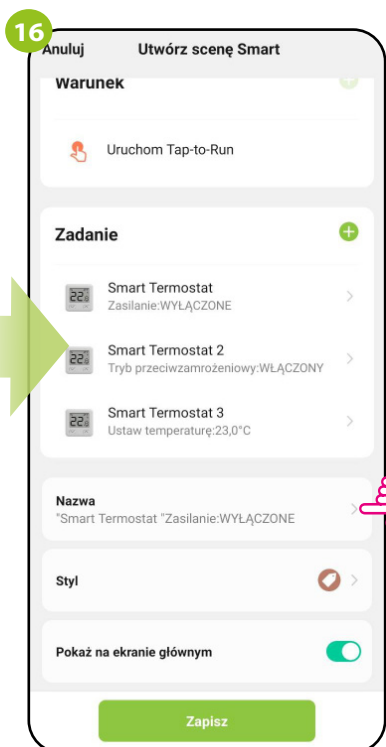 16
Anuluj
Utwórz scenę Smart
Warunek
Uruchom Tap-to-Run
Zadanie
Smart Termostat
Zasilanie:WYŁĄCZONE
Smart Termostat 2
Tryb przeciwzamrożeniowy:WŁĄCZONY
Smart Termostat 3
Ustaw temperaturę:23,0°C
Nazwa
"Smart Termostat "Zasilanie:WYŁĄCZONE
Styl
Pokaż na ekranie głównym
Zapisz